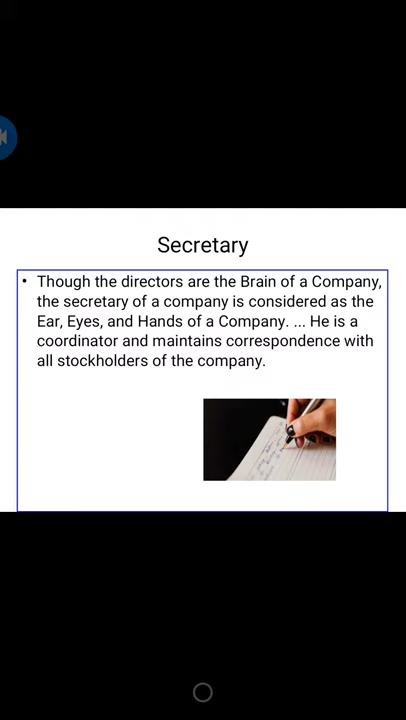 Secretary
• Though the directors are the Brain of a Company,
the secretary of a company is considered as the
Ear, Eyes, and Hands of a Company. ... He is a
coordinator and maintains correspondence with
all stockholders of the company.